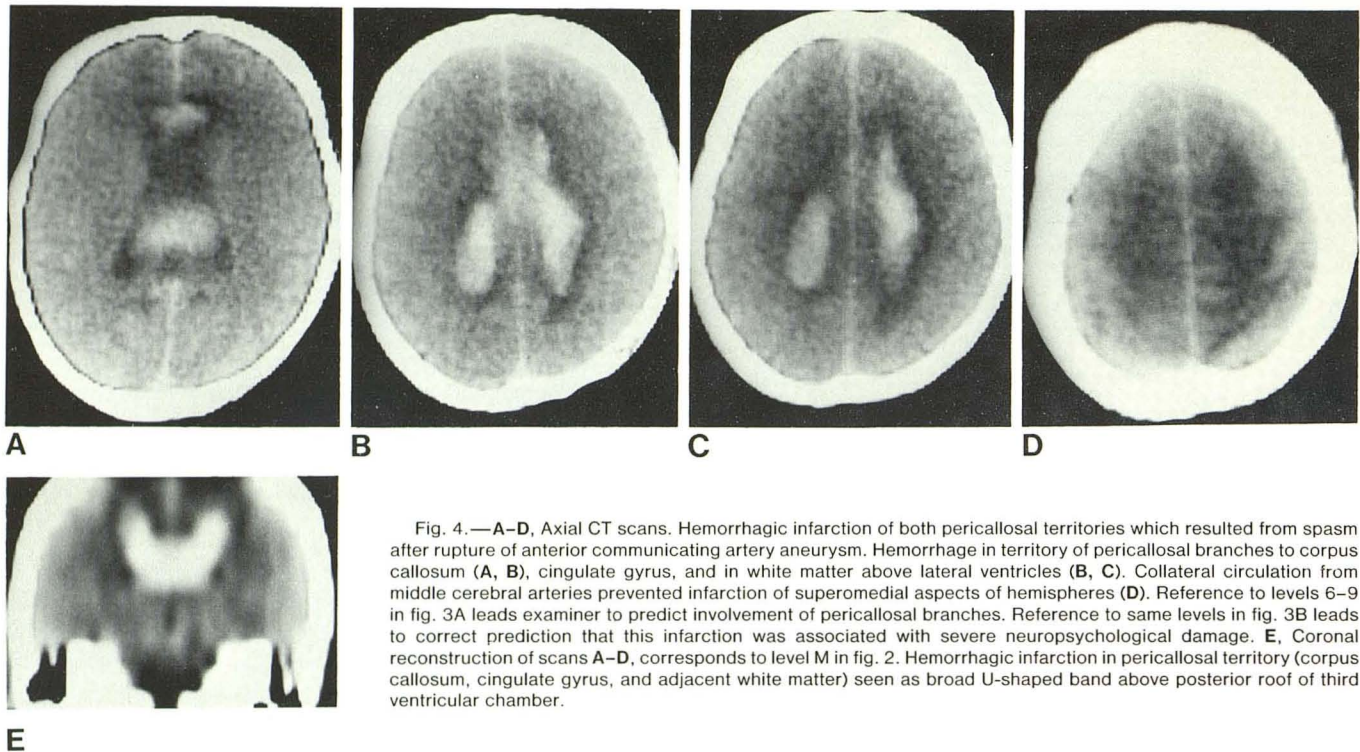 A
B
C
D
Fig. 4.—A–D, Axial CT scans. Hemorrhagic infarction of both pericallosal territories which resulted from spasm
after rupture of anterior communicating artery aneurysm. Hemorrhage in territory of pericallosal branches to corpus
callosum (A, B), cingulate gyrus, and in white matter above lateral ventricles (B, C). Collateral circulation from
middle cerebral arteries prevented infarction of superomedial aspects of hemispheres (D). Reference to levels 6–9
in fig. 3A leads examiner to predict involvement of pericallosal branches. Reference to same levels in fig. 3B leads
to correct prediction that this infarction was associated with severe neuropsychological damage. E, Coronal
reconstruction of scans A–D, corresponds to level M in fig. 2. Hemorrhagic infarction in pericallosal territory (corpus
callosum, cingulate gyrus, and adjacent white matter) seen as broad U-shaped band above posterior roof of third
ventricular chamber.
E